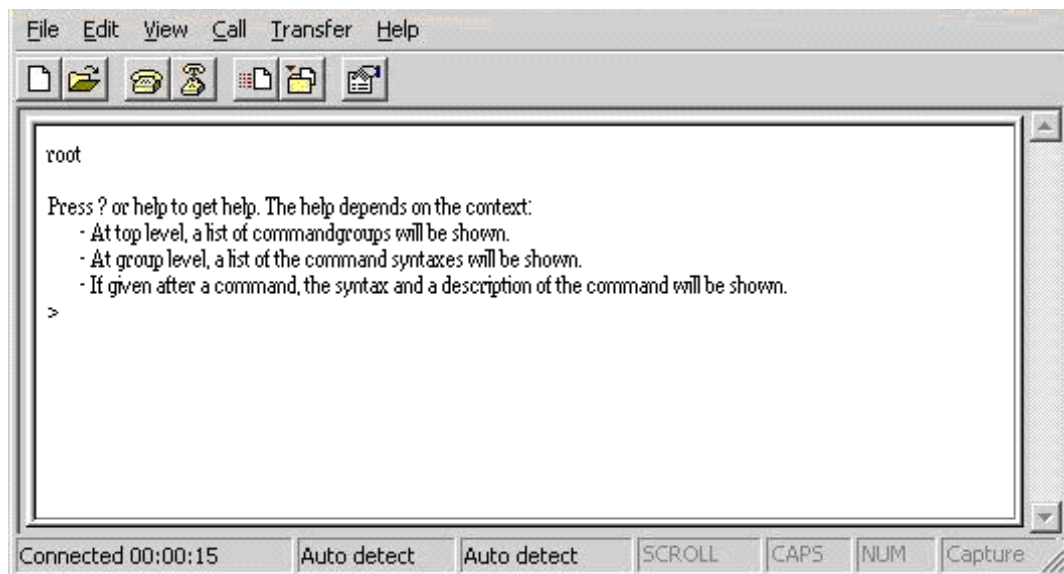 File Edit View Call Transfer Help
root
Press ? or help to get help. The help depends on the context:
- At top level, a list of commandgroups will be shown.
- At group level, a list of the command syntaxes will be shown.
- If given after a command, the syntax and a description of the command will be shown.
>
Connected 00:00:15 Auto detect Auto detect SCROLL CAPS NUM Capture